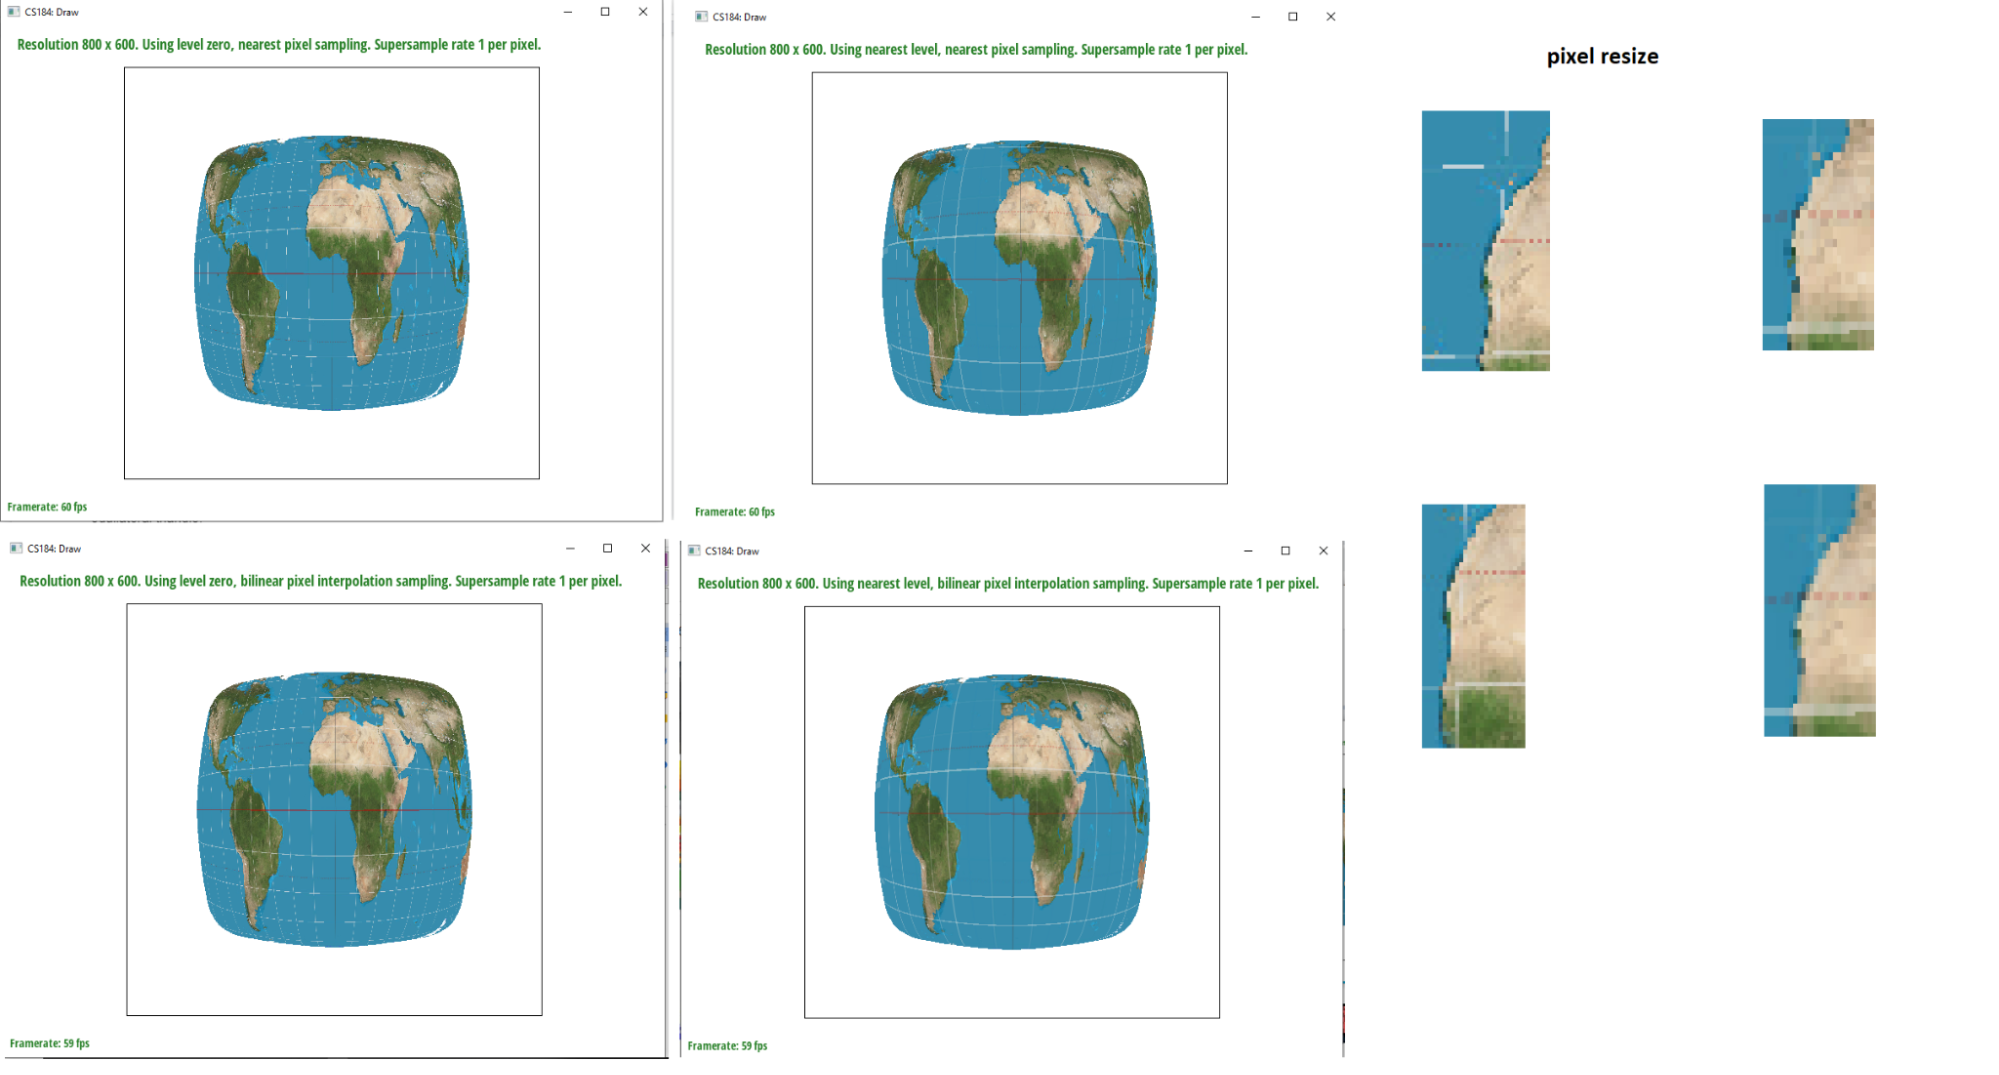 CS184: Draw
Resolution 800 x 600. Using level zero, nearest pixel sampling. Supersample rate 1 per pixel.
Framerate: 60 fps
CS184: Draw
Resolution 800 x 600. Using nearest level, nearest pixel sampling. Supersample rate 1 per pixel.
Framerate: 60 fps
pixel resize
CS184: Draw
Resolution 800 x 600. Using level zero, bilinear pixel interpolation sampling. Supersample rate 1 per pixel.
Framerate: 59 fps
CS184: Draw
Resolution 800 x 600. Using nearest level, bilinear pixel interpolation sampling. Supersample rate 1 per pixel.
Framerate: 59 fps